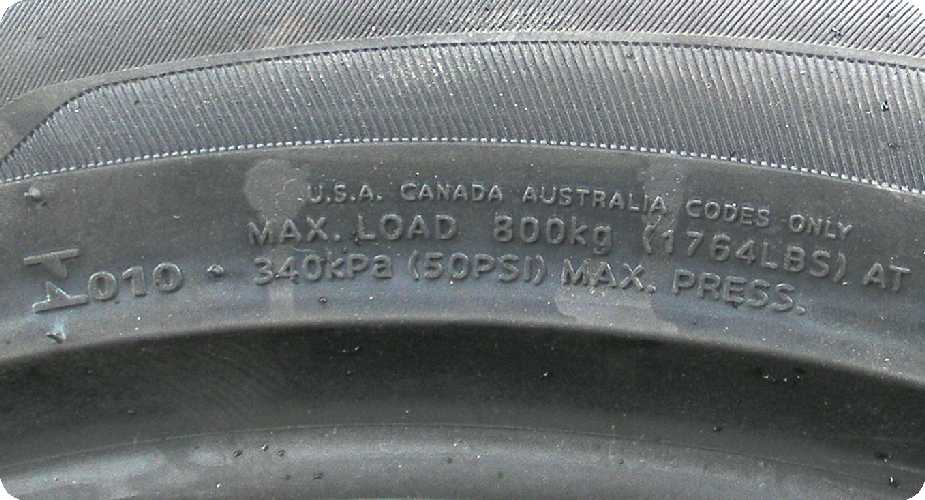 U.S.A. CANADA AUSTRALIA CODES ONLY
MAX. LOAD 800kg (1764LBS) AT
010 · 340kPa (50PSI) MAX. PRESS.